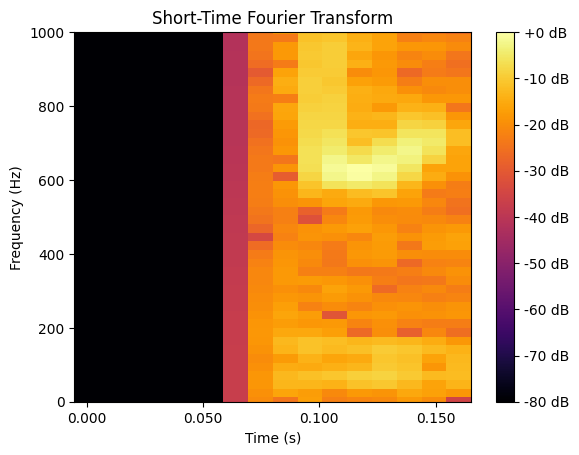 Short-Time Fourier Transform
1000
800
600
400
200
0
Frequency (Hz)
0.000
0.050
0.100
0.150
Time (s)
+0 dB
-10 dB
-20 dB
-30 dB
-40 dB
-50 dB
-60 dB
-70 dB
-80 dB